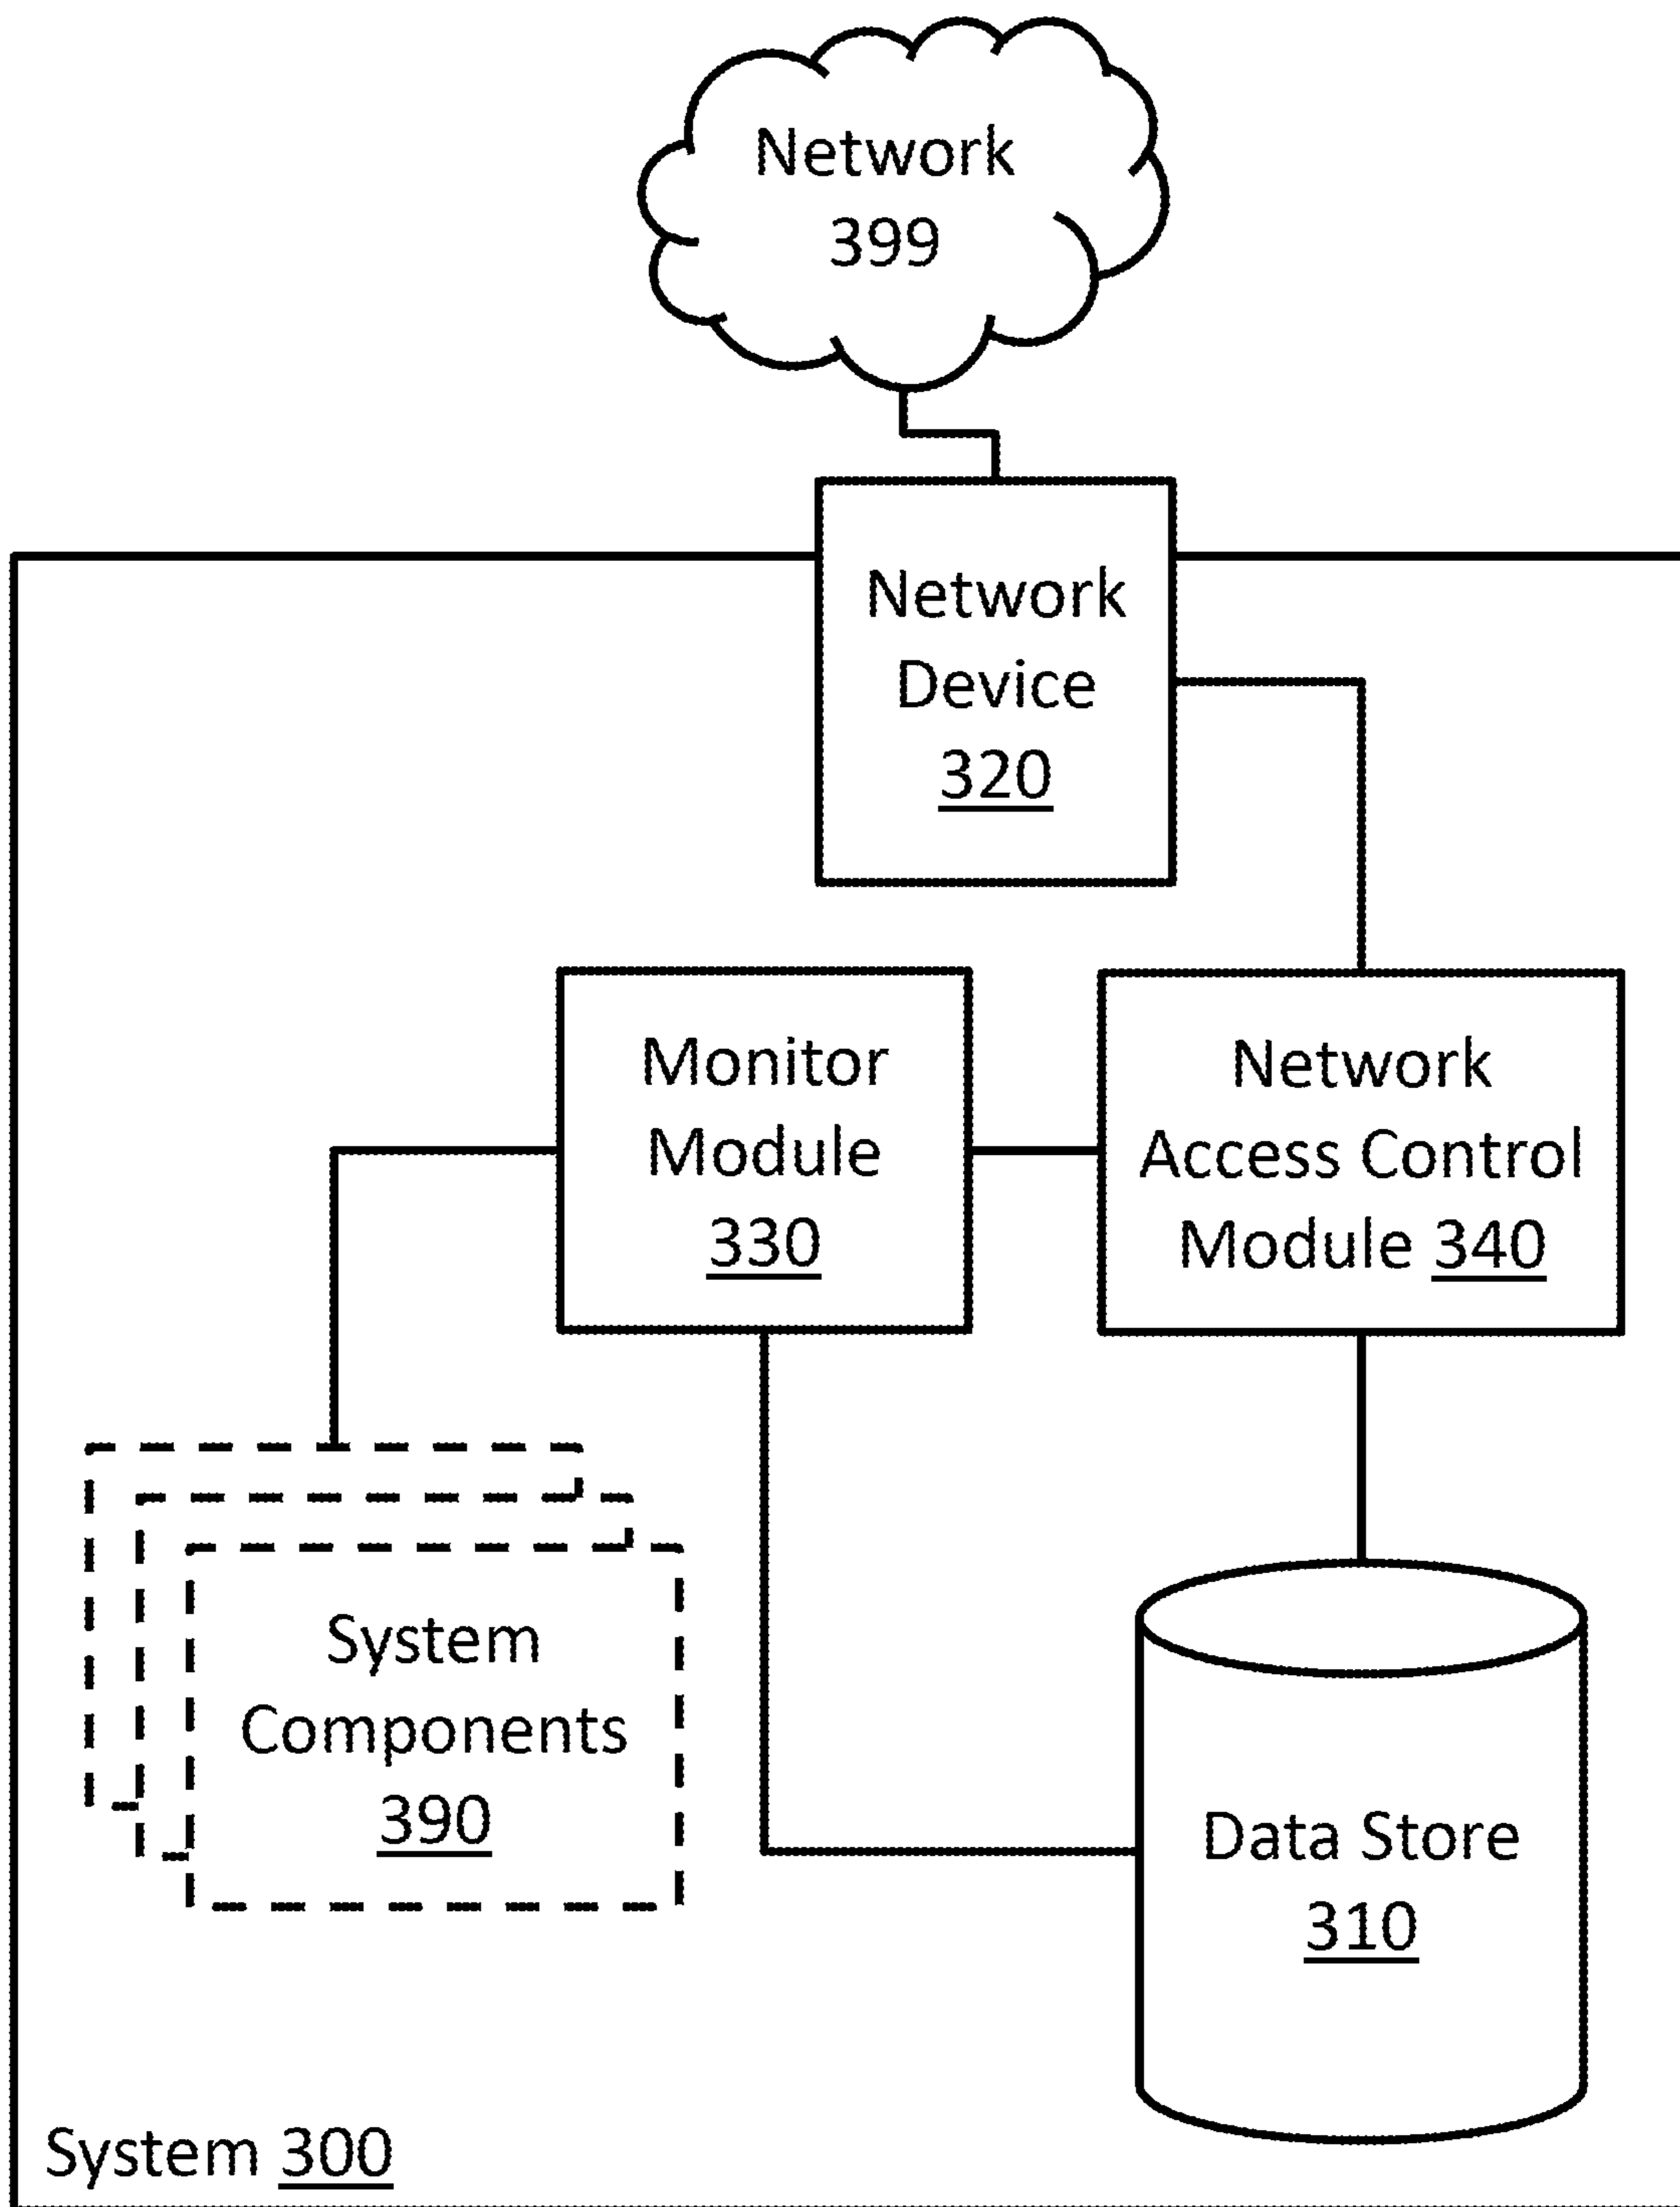 Network
399
Network
Device
320
Monitor
Module
330
Network
Access Control
Module 340
System
Components
390
Data Store
310
System 300